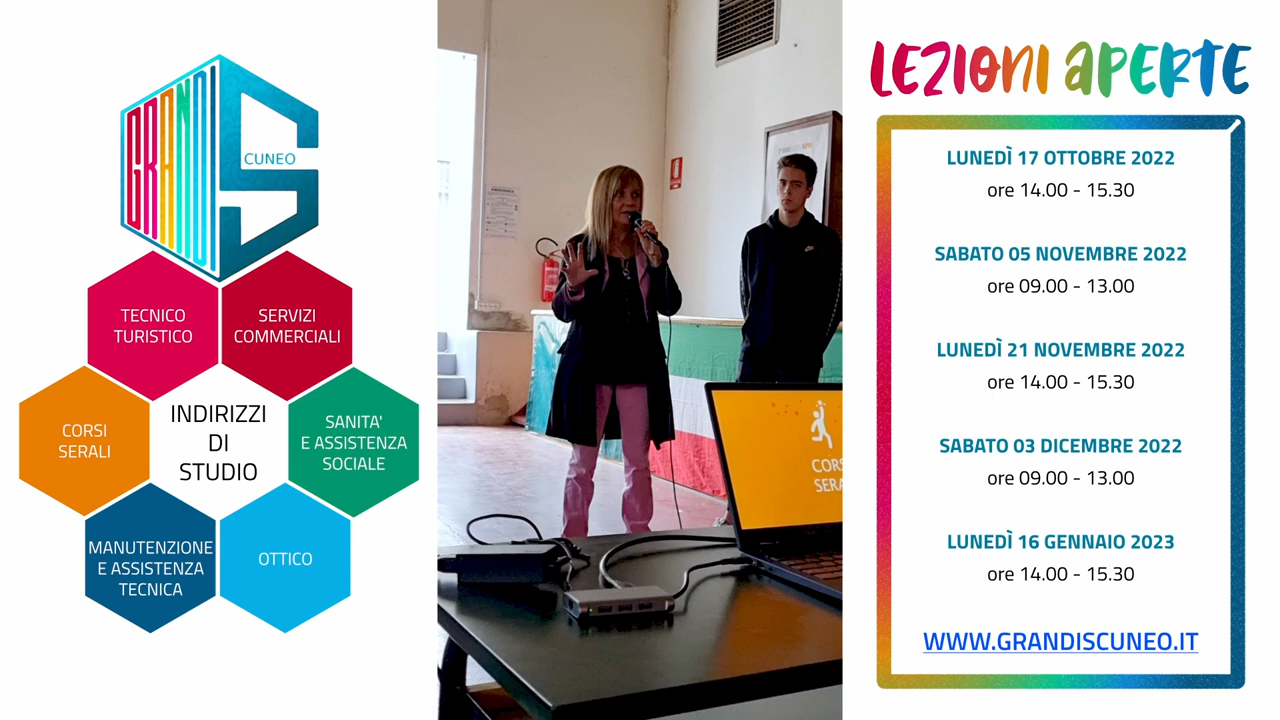 GRANDI
CUNEO
S
TECNICO
TURISTICO
SERVIZI
COMMERCIALI
CORSI
SERALI
INDIRIZZI
DI
STUDIO
SANITA'
E ASSISTENZA
SOCIALE
MANUTENZIONE
E ASSISTENZA
TECNICA
OTTICO
LEZIONI APERTE
LUNEDÌ 17 OTTOBRE 2022
ore 14.00 - 15.30
SABATO 05 NOVEMBRE 2022
ore 09.00 - 13.00
LUNEDÌ 21 NOVEMBRE 2022
ore 14.00 - 15.30
SABATO 03 DICEMBRE 2022
ore 09.00 - 13.00
LUNEDÌ 16 GENNAIO 2023
ore 14.00 - 15.30
WWW.GRANDISCUNEO.IT